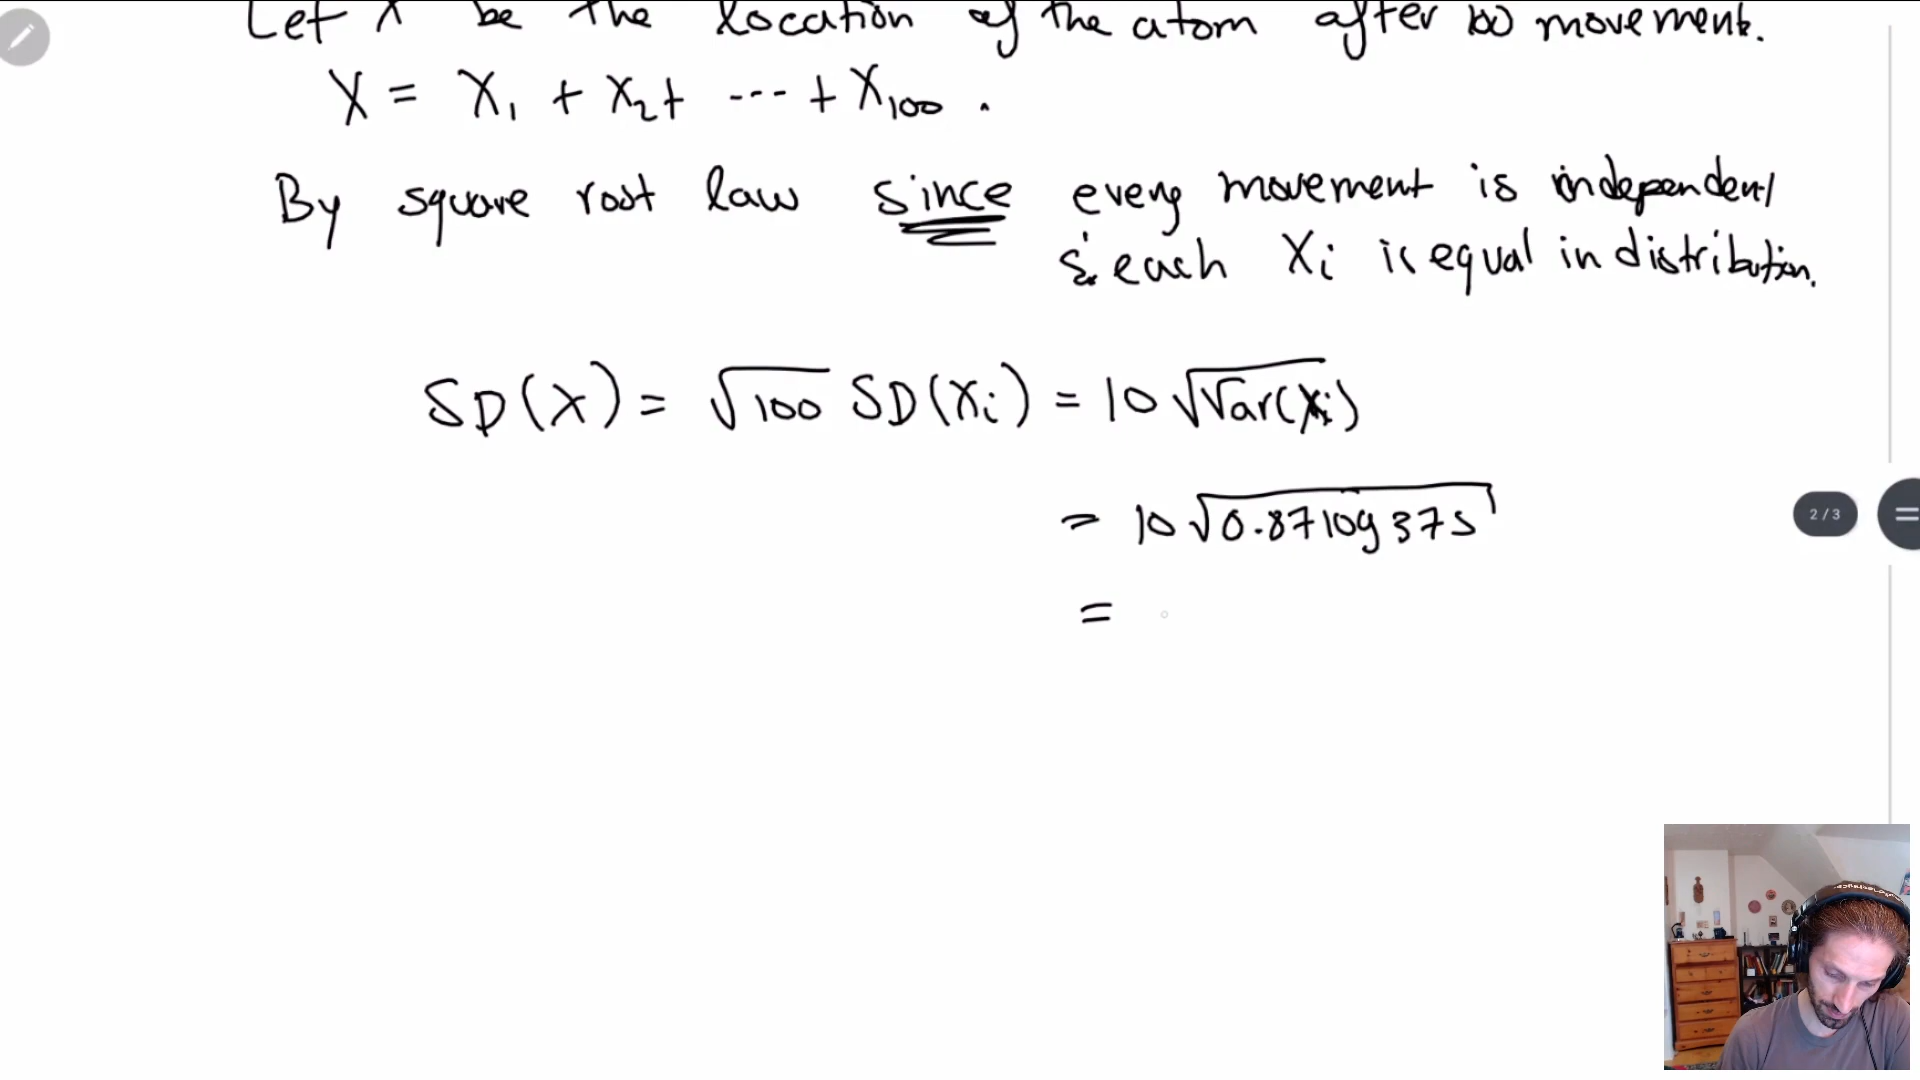 Let X be the location of the atom after 100 movement.
X = X₁ + X₂ + --- + X₁₀₀ .
By square root law since every movement is independent
& each Xi is equal in distribution.
SD(X) = √100 SD(Xi) = 10 √Var(Xi)
= 10 √0.87109375
=
2/3